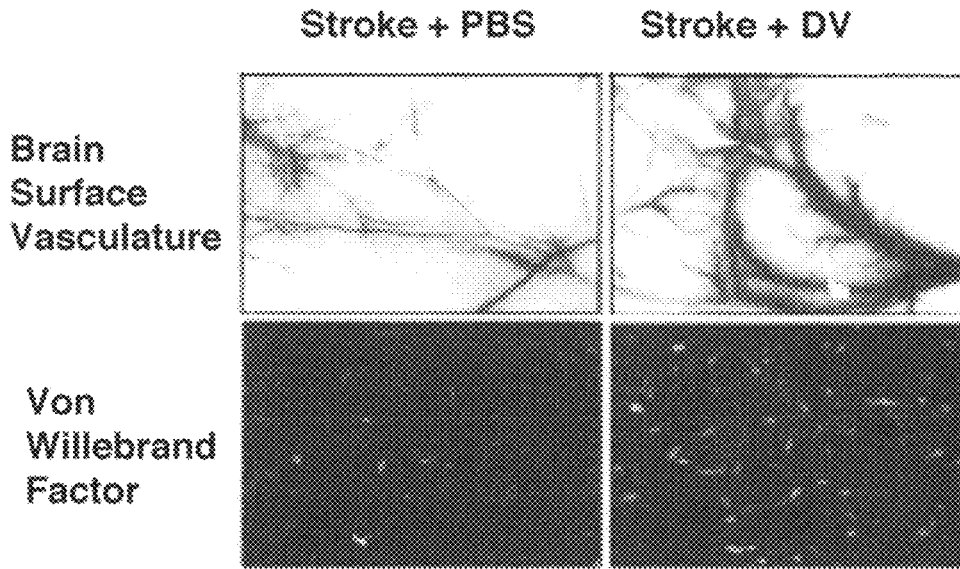 Stroke + PBS
Stroke + DV
Brain
Surface
Vasculature
Von
Willebrand
Factor